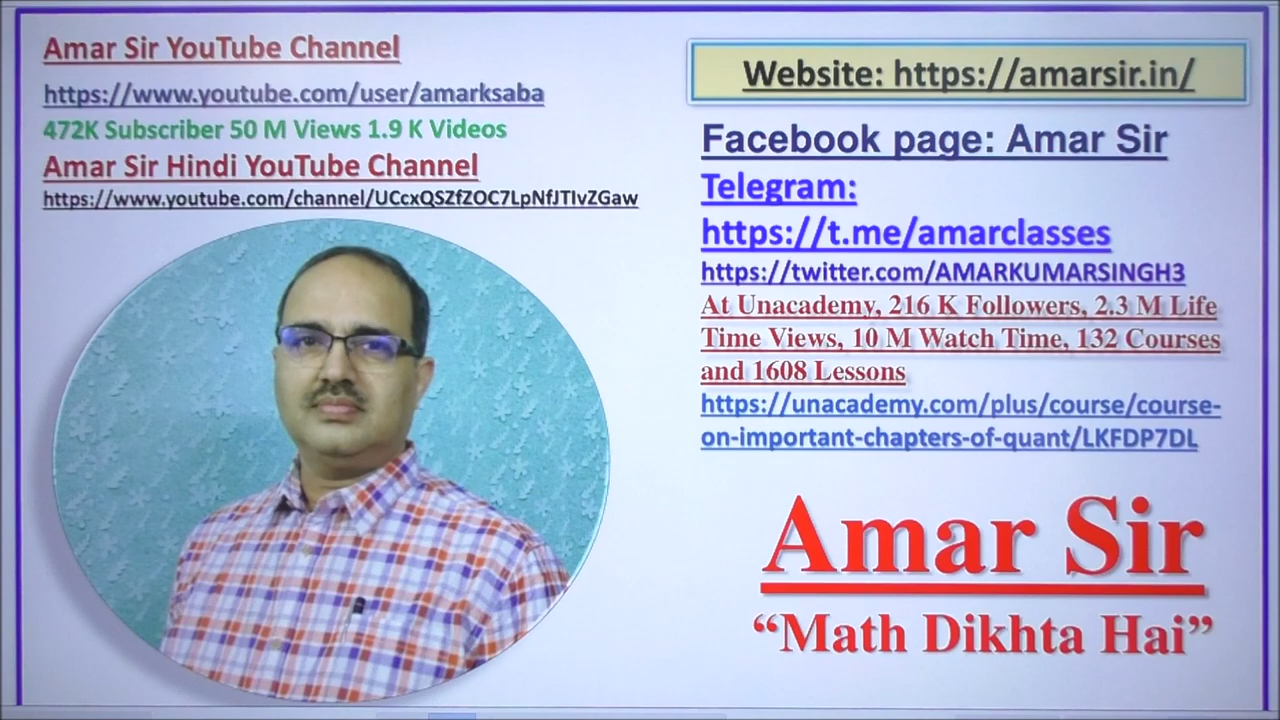 Amar Sir YouTube Channel
https://www.youtube.com/user/amarksaba
472K Subscriber 50 M Views 1.9 K Videos
Amar Sir Hindi YouTube Channel
https://www.youtube.com/channel/UCcxQSZfZOC7LpNfJTIvZGaw
Website: https://amarsir.in/
Facebook page: Amar Sir
Telegram:
https://t.me/amarclasses
https://twitter.com/AMARKUMARSINGH3
At Unacademy, 216 K Followers, 2.3 M Life
Time Views, 10 M Watch Time, 132 Courses
and 1608 Lessons
https://unacademy.com/plus/course/course-
on-important-chapters-of-quant/LKFDP7DL
Amar Sir
“Math Dikhta Hai”